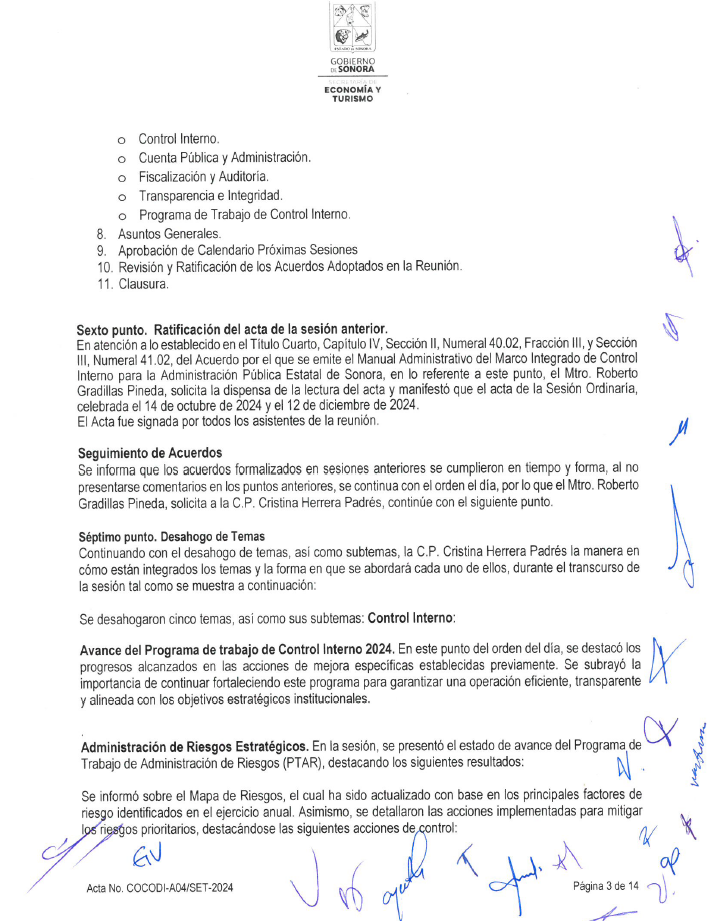 ESTADO DE SONORA
GOBIERNO
DE SONORA
SECRETARÍA DE
ECONOMÍA Y
TURISMO
o Control Interno.
o Cuenta Pública y Administración.
o Fiscalización y Auditoría.
o Transparencia e Integridad.
o Programa de Trabajo de Control Interno.
8. Asuntos Generales.
9. Aprobación de Calendario Próximas Sesiones
10. Revisión y Ratificación de los Acuerdos Adoptados en la Reunión.
11. Clausura.
Sexto punto. Ratificación del acta de la sesión anterior.
En atención a lo establecido en el Título Cuarto, Capítulo IV, Sección II, Numeral 40.02, Fracción III, y Sección
III, Numeral 41.02, del Acuerdo por el que se emite el Manual Administrativo del Marco Integrado de Control
Interno para la Administración Pública Estatal de Sonora, en lo referente a este punto, el Mtro. Roberto
Gradillas Pineda, solicita la dispensa de la lectura del acta y manifestó que el acta de la Sesión Ordinaria,
celebrada el 14 de octubre de 2024 y el 12 de diciembre de 2024.
El Acta fue signada por todos los asistentes de la reunión.
Seguimiento de Acuerdos
Se informa que los acuerdos formalizados en sesiones anteriores se cumplieron en tiempo y forma, al no
presentarse comentarios en los puntos anteriores, se continua con el orden el día, por lo que el Mtro. Roberto
Gradillas Pineda, solicita a la C.P. Cristina Herrera Padrés, continúe con el siguiente punto.
Séptimo punto. Desahogo de Temas
Continuando con el desahogo de temas, así como subtemas, la C.P. Cristina Herrera Padrés la manera en
cómo están integrados los temas y la forma en que se abordará cada uno de ellos, durante el transcurso de
la sesión tal como se muestra a continuación:
Se desahogaron cinco temas, así como sus subtemas: Control Interno:
Avance del Programa de trabajo de Control Interno 2024. En este punto del orden del día, se destacó los
progresos alcanzados en las acciones de mejora específicas establecidas previamente. Se subrayó la
importancia de continuar fortaleciendo este programa para garantizar una operación eficiente, transparente
y alineada con los objetivos estratégicos institucionales.
Administración de Riesgos Estratégicos. En la sesión, se presentó el estado de avance del Programa de
Trabajo de Administración de Riesgos (PTAR), destacando los siguientes resultados:
Se informó sobre el Mapa de Riesgos, el cual ha sido actualizado con base en los principales factores de
riesgo identificados en el ejercicio anual. Asimismo, se detallaron las acciones implementadas para mitigar
los riesgos prioritarios, destacándose las siguientes acciones de control:
Acta No. COCODI-A04/SET-2024
Página 3 de 14